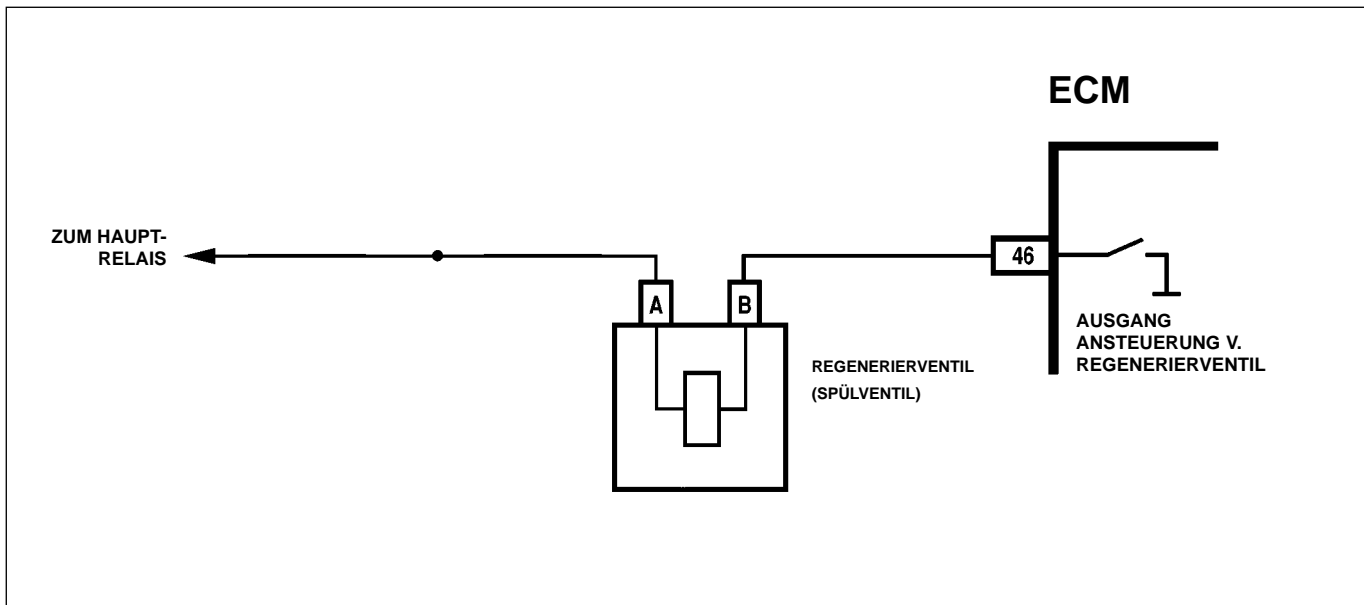 ECM
ZUM HAUPT-
RELAIS
46
A
B
AUSGANG
ANSTEUERUNG V.
REGENERIERVENTIL
REGENERIERVENTIL
(SPÜLVENTIL)